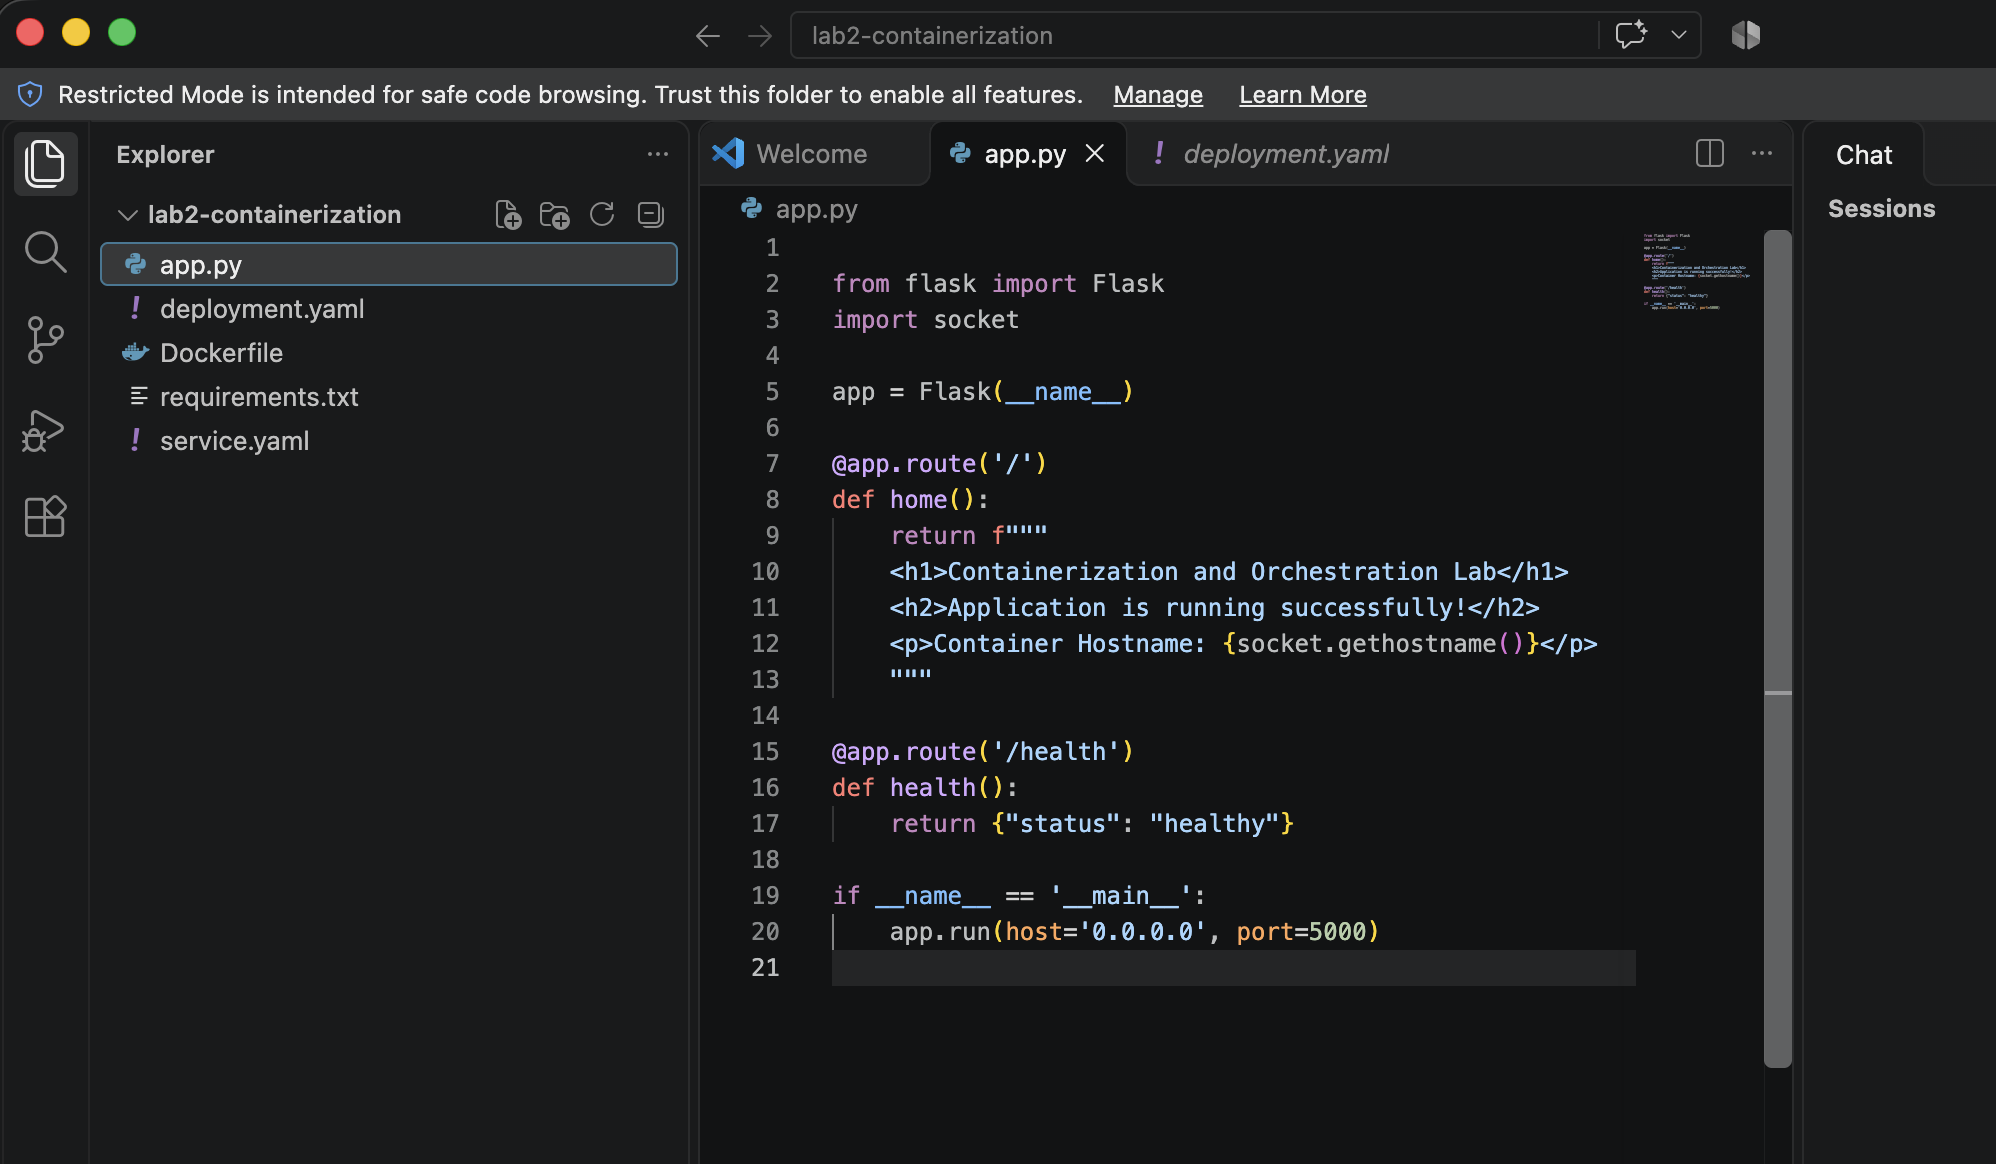 lab2-containerization
Restricted Mode is intended for safe code browsing. Trust this folder to enable all features. Manage Learn More
Explorer
lab2-containerization
app.py
deployment.yaml
Dockerfile
requirements.txt
service.yaml
Welcome
app.py
deployment.yaml
app.py
1
2 from flask import Flask
3 import socket
4
5 app = Flask(__name__)
6
7 @app.route('/')
8 def home():
9     return f"""
10     <h1>Containerization and Orchestration Lab</h1>
11     <h2>Application is running successfully!</h2>
12     <p>Container Hostname: {socket.gethostname()}</p>
13     """
14
15 @app.route('/health')
16 def health():
17     return {"status": "healthy"}
18
19 if __name__ == '__main__':
20     app.run(host='0.0.0.0', port=5000)
21
Chat
Sessions